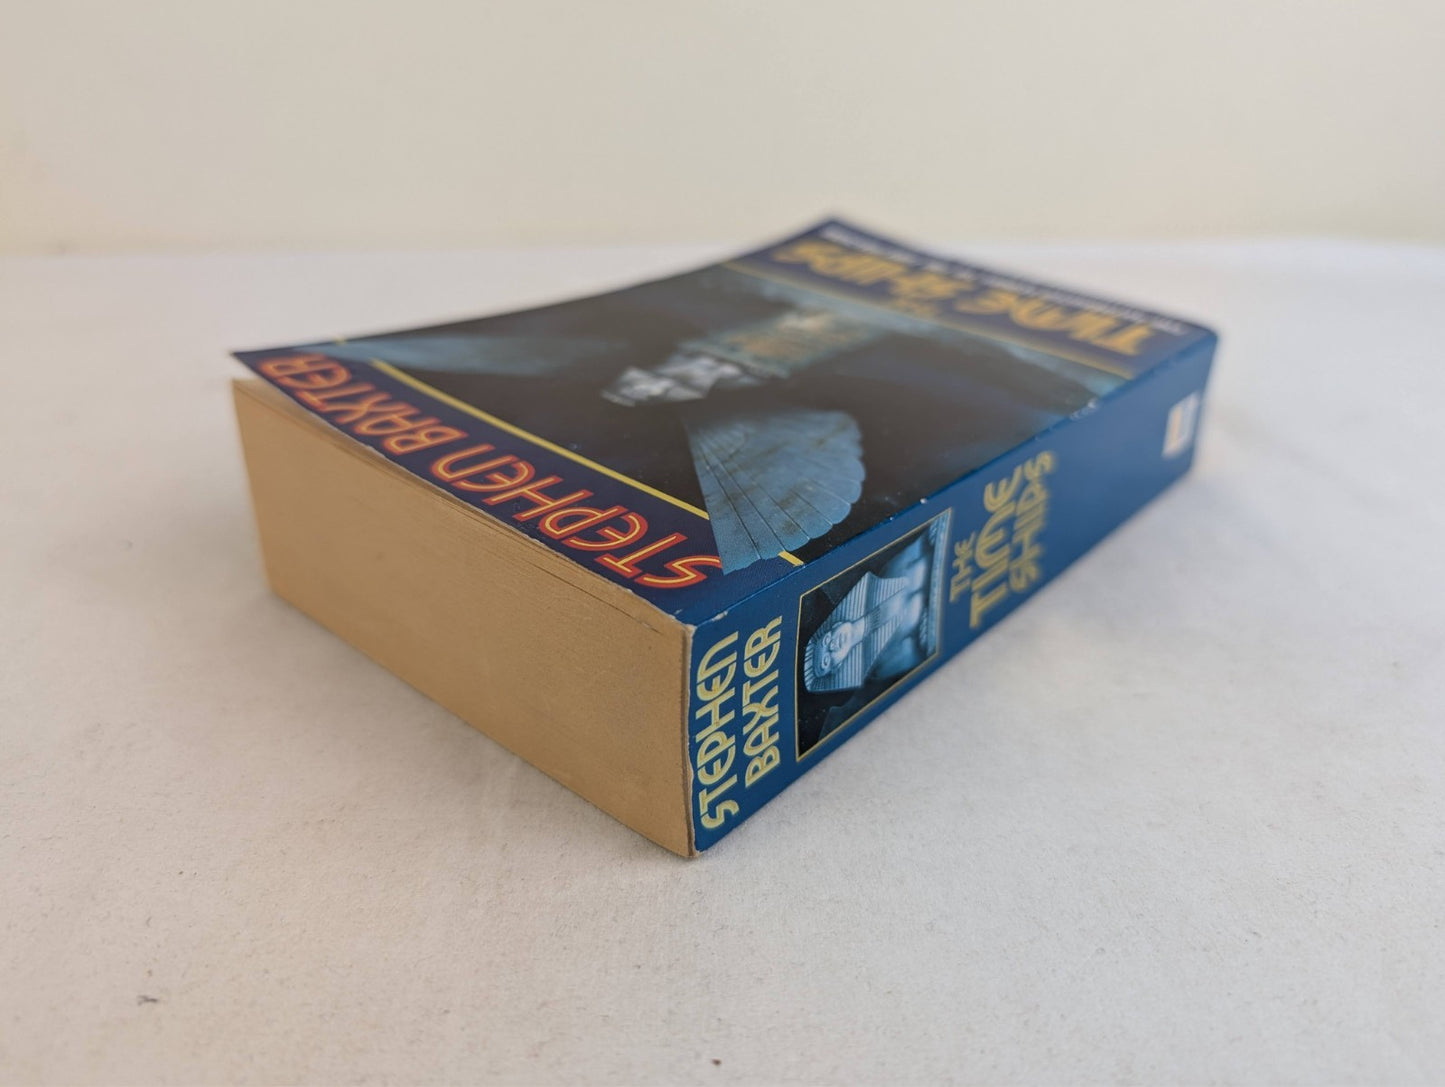 STEPHEN BAXTER
THE
TIME SHIPS
STEPHEN
BAXTER
THE
TIME
SHIPS